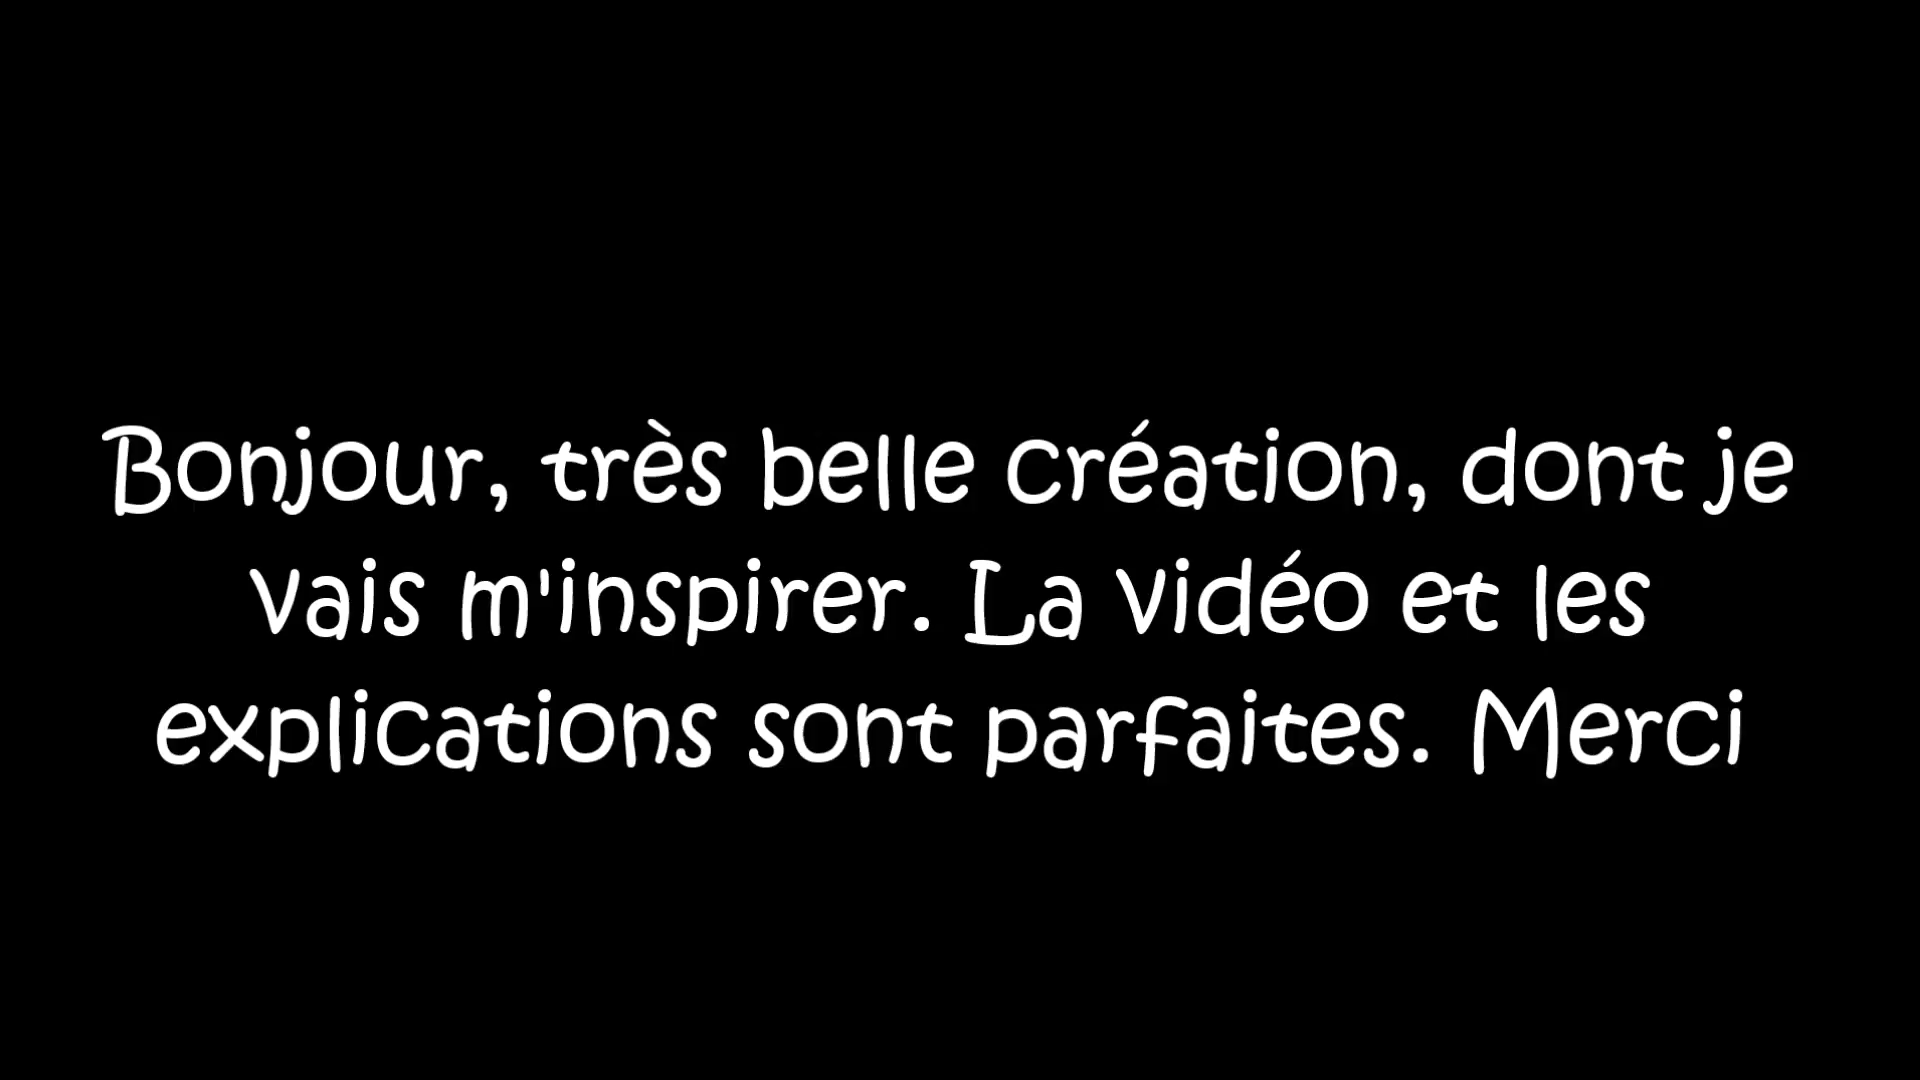 Bonjour, très belle création, dont je
vais m'inspirer. La vidéo et les
explications sont parfaites. Merci